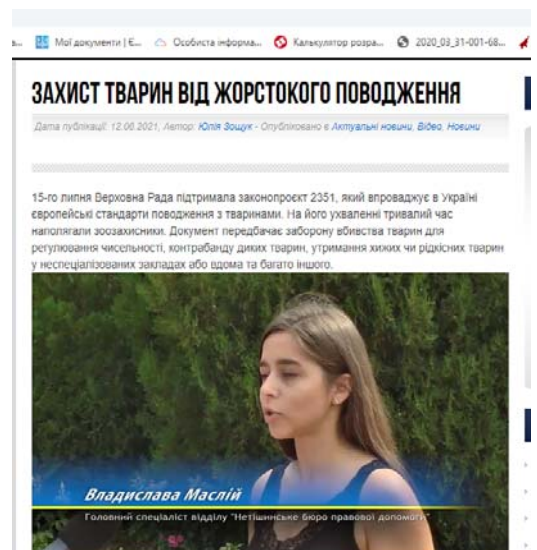 а...
Мої документи | Є...
Особиста інформа...
Калькулятор розра...
2020_03_31-001-68...
ЗАХИСТ ТВАРИН ВІД ЖОРСТОКОГО ПОВОДЖЕННЯ
Дата публікації: 12.08.2021, Автор: Юлія Зощук - Опубліковано в Актуальні новини, Відео, Новини
15-го липня Верховна Рада підтримала законопроєкт 2351, який впроваджує в Україні
європейські стандарти поводження з тваринами. На його ухваленні тривалий час
наполягали зоозахисники. Документ передбачає заборону вбивства тварин для
регулювання чисельності, контрабанду диких тварин, утримання хижих чи рідкісних тварин
у неспеціалізованих закладах або вдома та багато іншого.
Владислава Маслій
Головний спеціаліст відділу "Нетішинське бюро правової допомоги"